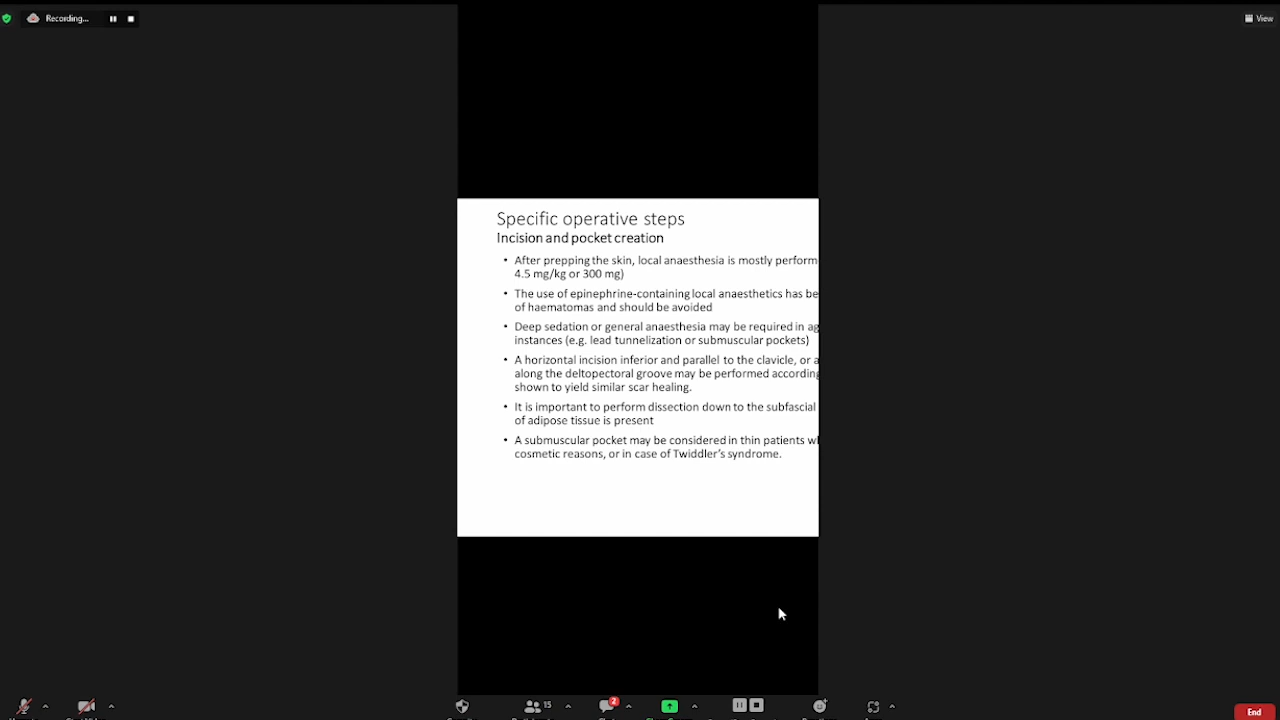 Recording...
View
Specific operative steps
Incision and pocket creation
• After prepping the skin, local anaesthesia is mostly perform
4.5 mg/kg or 300 mg)
• The use of epinephrine-containing local anaesthetics has be
of haematomas and should be avoided
• Deep sedation or general anaesthesia may be required in ag
instances (e.g. lead tunnelization or submuscular pockets)
• A horizontal incision inferior and parallel to the clavicle, or a
along the deltopectoral groove may be performed according
shown to yield similar scar healing.
• It is important to perform dissection down to the subfascial
of adipose tissue is present
• A submuscular pocket may be considered in thin patients wh
cosmetic reasons, or in case of Twiddler's syndrome.
15
2
End